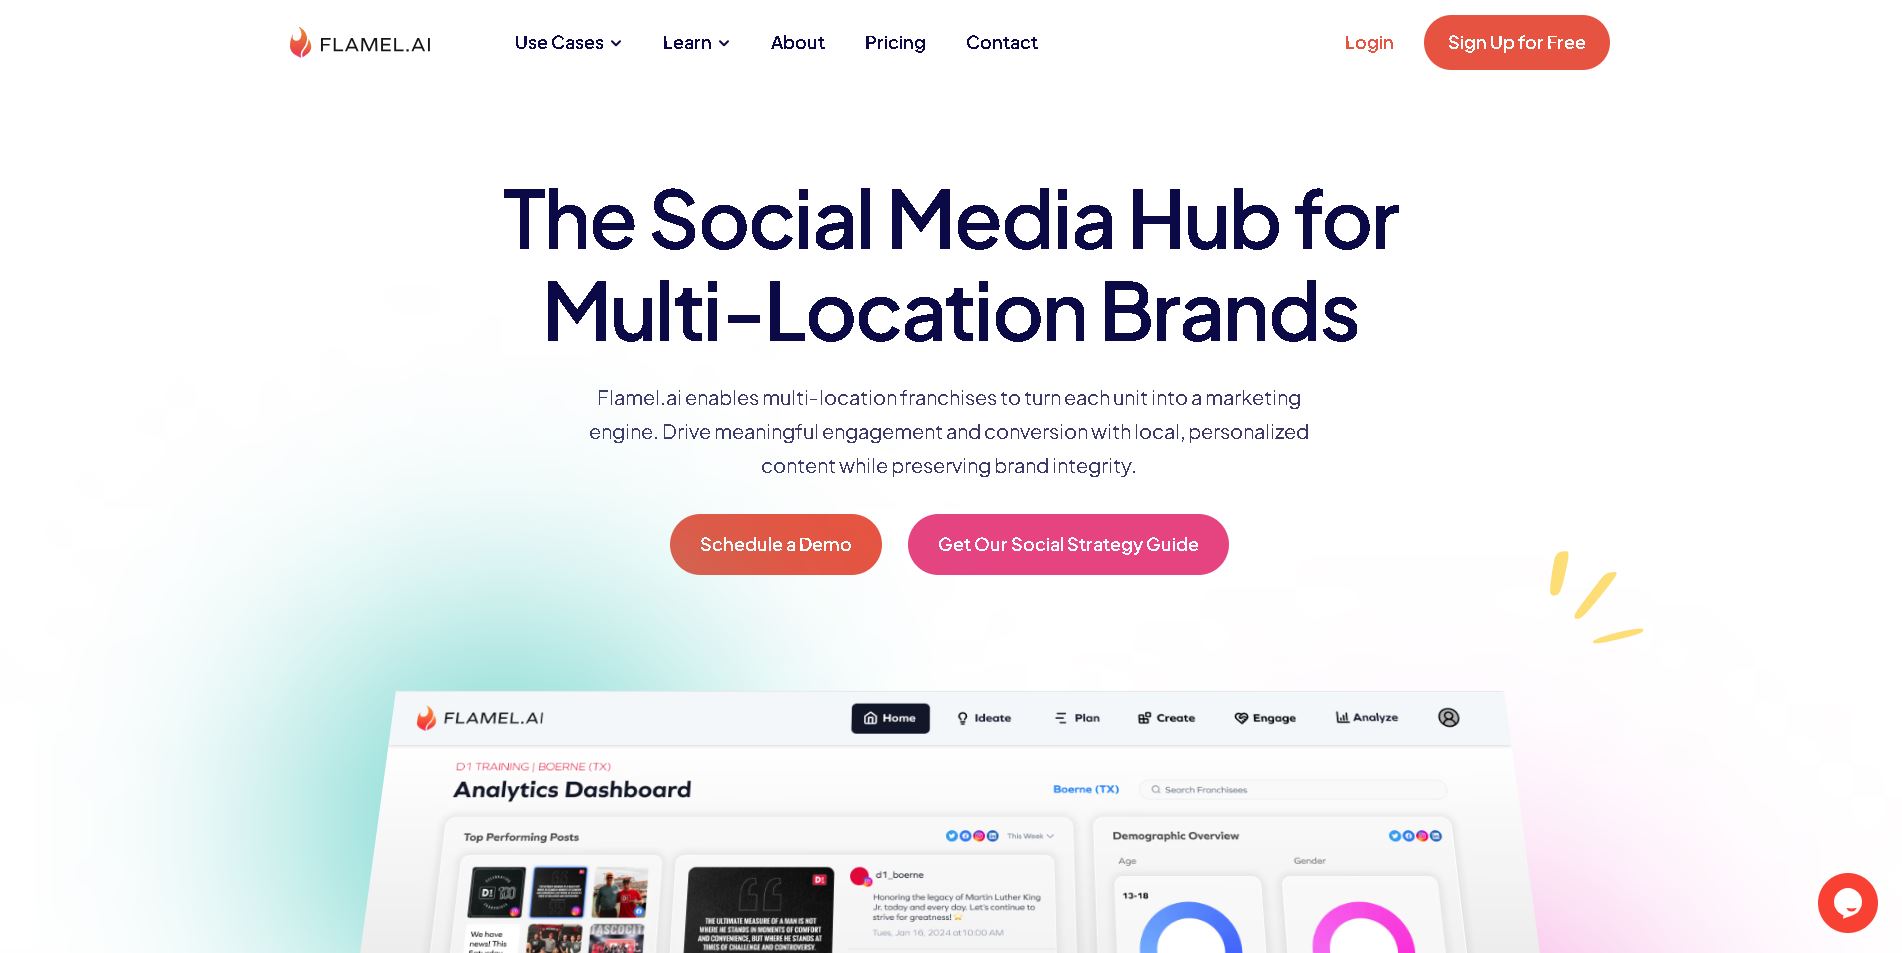 FLAMEL.AI
Use Cases
Learn
About
Pricing
Contact
Login
Sign Up for Free
The Social Media Hub for
Multi-Location Brands
Flamel.ai enables multi-location franchises to turn each unit into a marketing
engine. Drive meaningful engagement and conversion with local, personalized
content while preserving brand integrity.
Schedule a Demo
Get Our Social Strategy Guide
FLAMEL.AI
Home
Ideate
Plan
Create
Engage
Analyze
D1 TRAINING | BOERNE (TX)
Analytics Dashboard
Boerne (TX)
Search Franchisees
Top Performing Posts
This Week
Demographic Overview
Age
Gender
13-18
D1
100
We have
news! This
Saturday
D1
THE ULTIMATE MEASURE OF A MAN IS NOT
WHERE HE STANDS IN MOMENTS OF COMFORT
AND CONVENIENCE, BUT WHERE HE STANDS AT
TIMES OF CHALLENGE AND CONTROVERSY.
d1_boerne
Honoring the legacy of Martin Luther King
Jr. today and every day. Let's continue to
strive for greatness!
Tues, Jan 16, 2024 at 10:00 AM